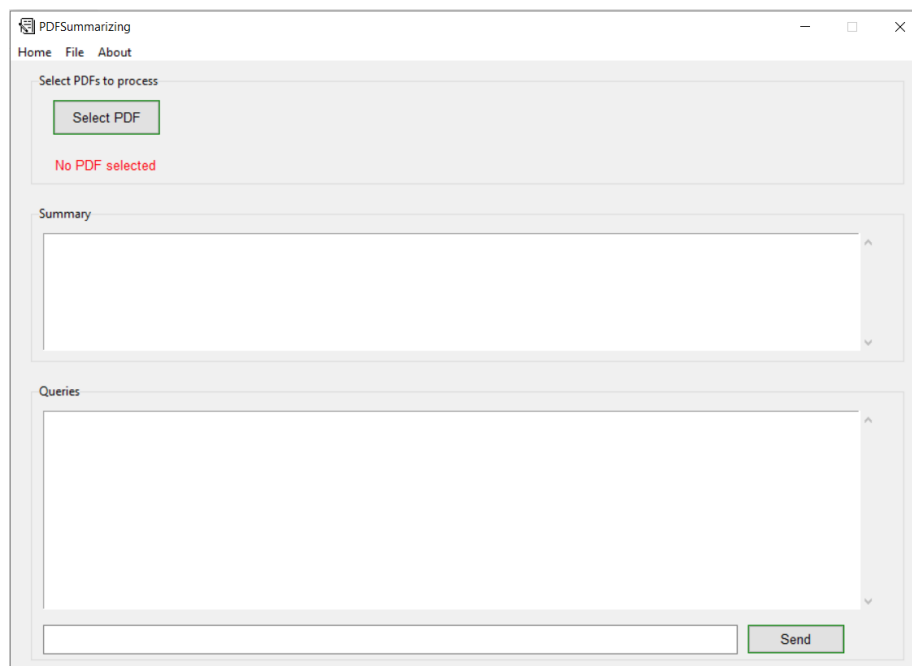 PDFSummarizing
Home File About
Select PDFs to process
Select PDF
No PDF selected
Summary
Queries
Send